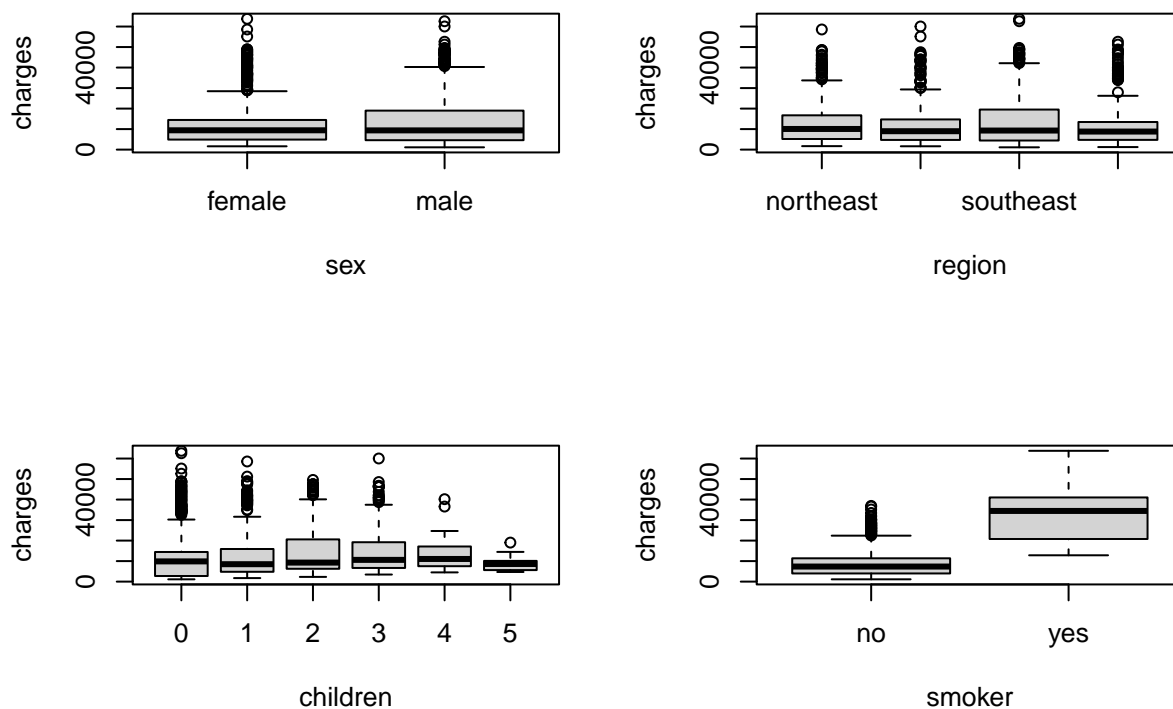 charges
40000
0
female
male
sex
charges
40000
0
northeast
southeast
region
charges
40000
0
0
1
2
3
4
5
children
charges
40000
0
no
yes
smoker